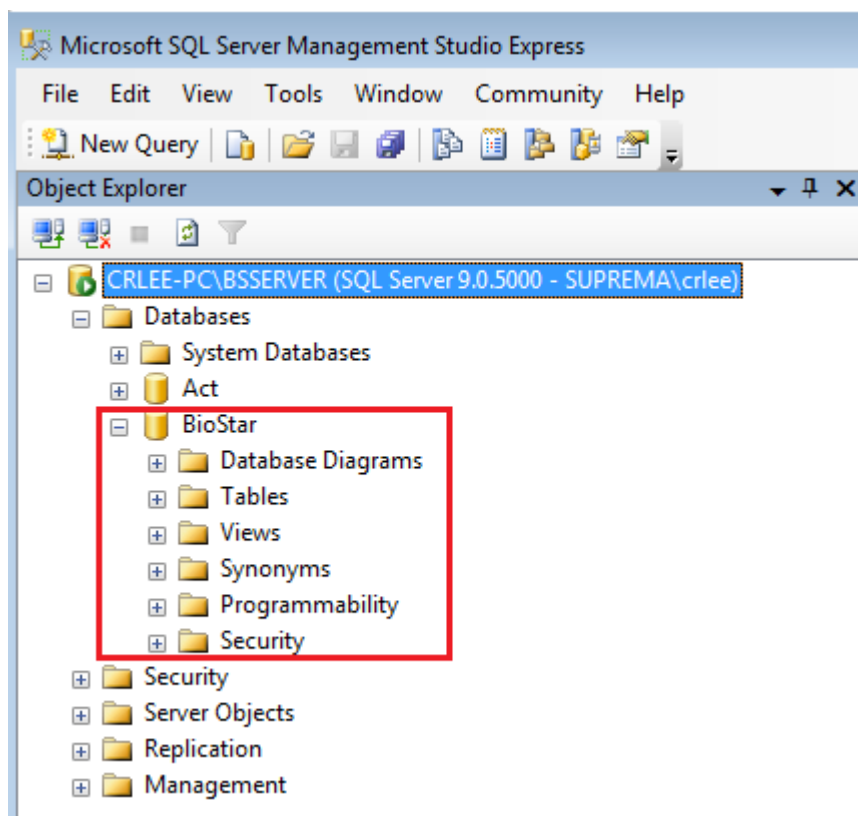 Microsoft SQL Server Management Studio Express
File Edit View Tools Window Community Help
New Query
Object Explorer
CRLEE-PC\BSSERVER (SQL Server 9.0.5000 - SUPREMA\crlee)
Databases
System Databases
Act
BioStar
Database Diagrams
Tables
Views
Synonyms
Programmability
Security
Security
Server Objects
Replication
Management